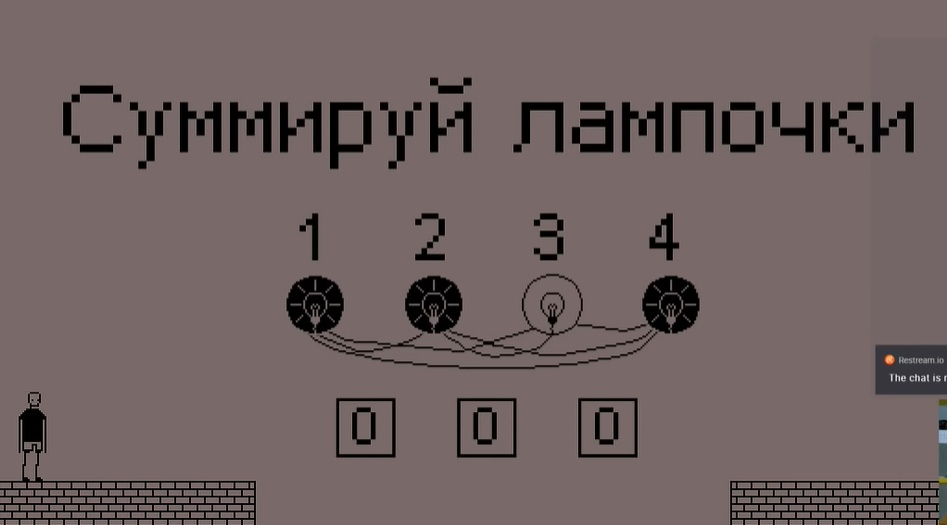 Суммируй лампочки
1 2 3 4
0 0 0
Restream.io
The chat is